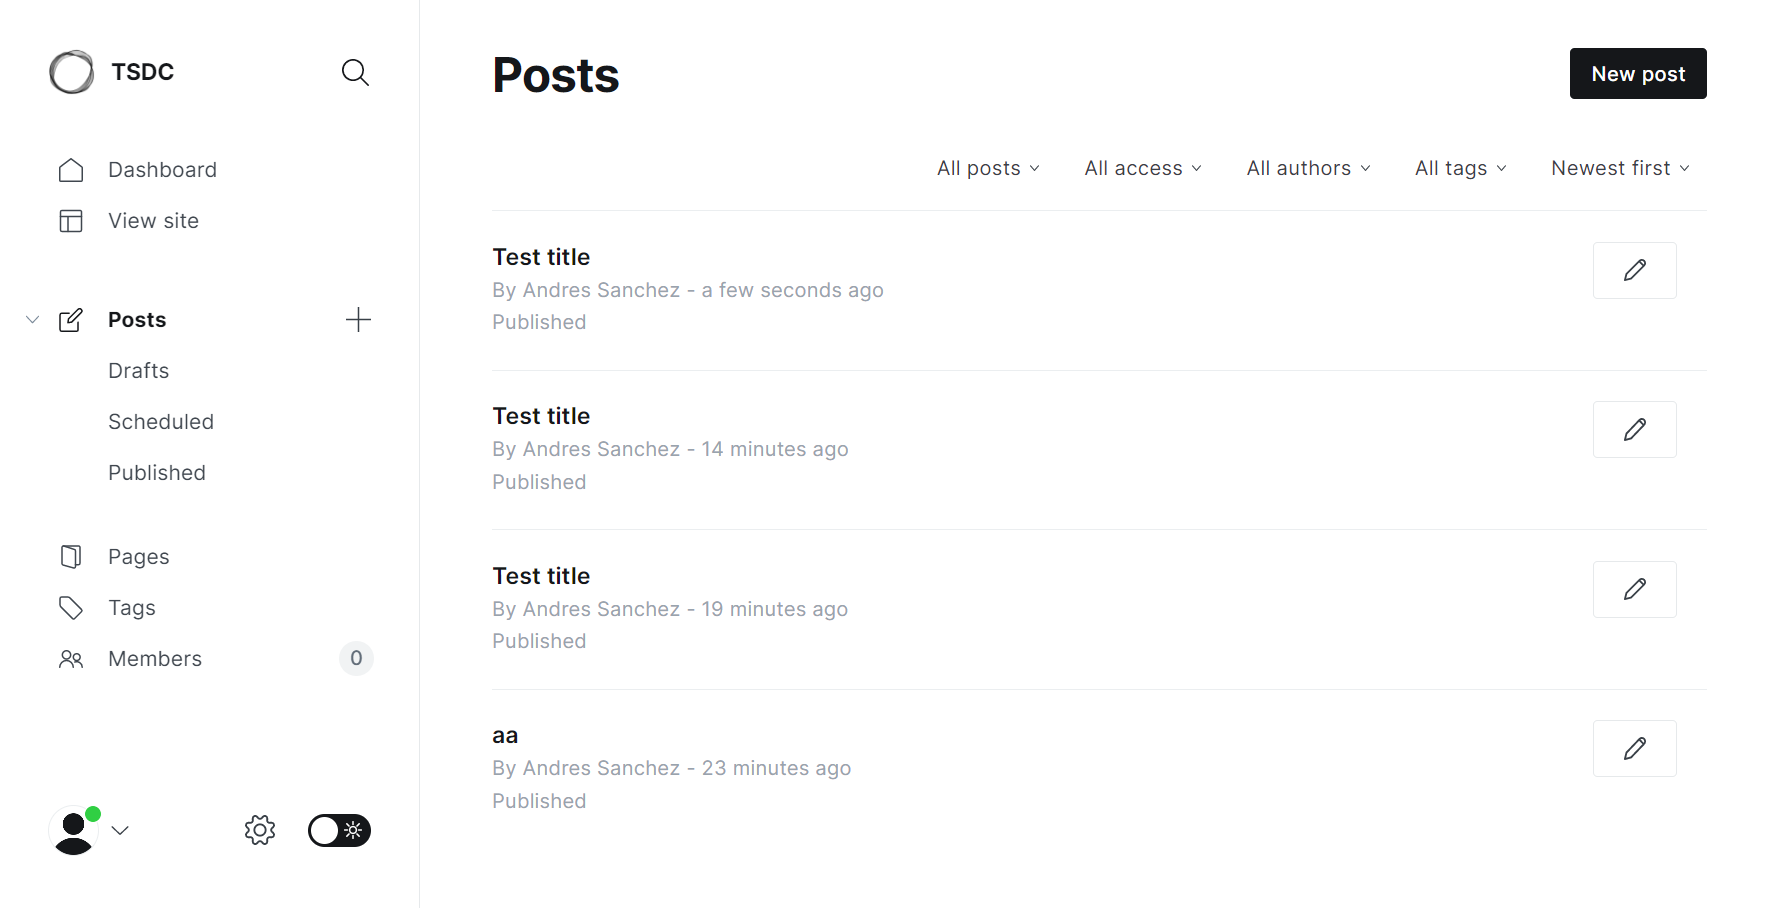 TSDC
Dashboard
View site
Posts
Drafts
Scheduled
Published
Pages
Tags
Members 0
Posts
New post
All posts All access All authors All tags Newest first
Test title
By Andres Sanchez - a few seconds ago
Published
Test title
By Andres Sanchez - 14 minutes ago
Published
Test title
By Andres Sanchez - 19 minutes ago
Published
aa
By Andres Sanchez - 23 minutes ago
Published